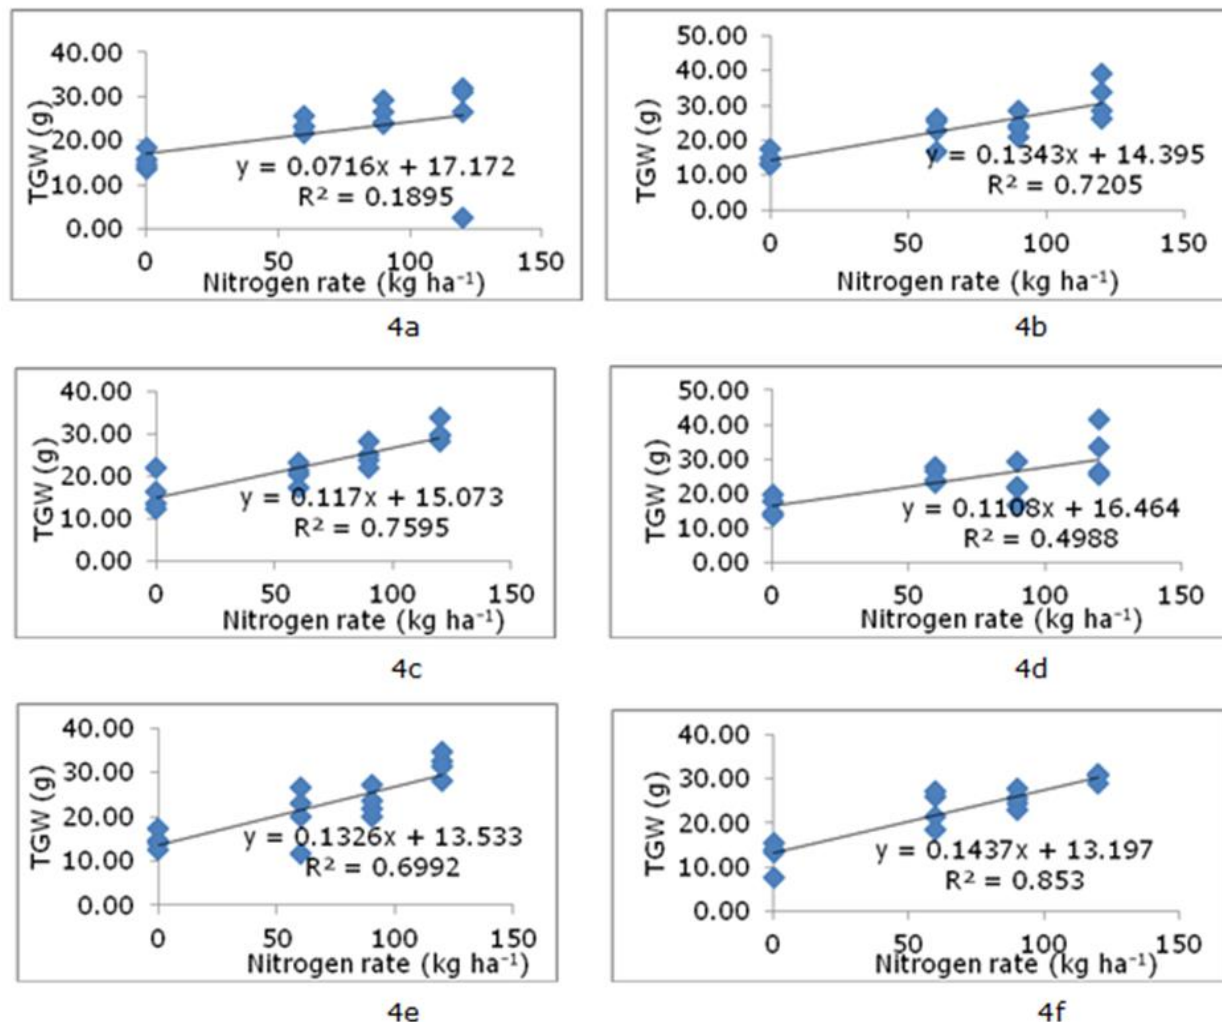 40.00
30.00
20.00
10.00
0.00
TGW (g)
y = 0.0716x + 17.172
R² = 0.1895
0 50 100 150
Nitrogen rate (kg ha⁻¹)
4a
50.00
40.00
30.00
20.00
10.00
0.00
TGW (g)
y = 0.1343x + 14.395
R² = 0.7205
0 50 100 150
Nitrogen rate (kg ha⁻¹)
4b
40.00
30.00
20.00
10.00
0.00
TGW (g)
y = 0.117x + 15.073
R² = 0.7595
0 50 100 150
Nitrogen rate (kg ha⁻¹)
4c
50.00
40.00
30.00
20.00
10.00
0.00
TGW (g)
y = 0.1108x + 16.464
R² = 0.4988
0 50 100 150
Nitrogen rate (kg ha⁻¹)
4d
40.00
30.00
20.00
10.00
0.00
TGW (g)
y = 0.1326x + 13.533
R² = 0.6992
0 50 100 150
Nitrogen rate (kg ha⁻¹)
4e
40.00
30.00
20.00
10.00
0.00
TGW (g)
y = 0.1437x + 13.197
R² = 0.853
0 50 100 150
Nitrogen rate (kg ha⁻¹)
4f